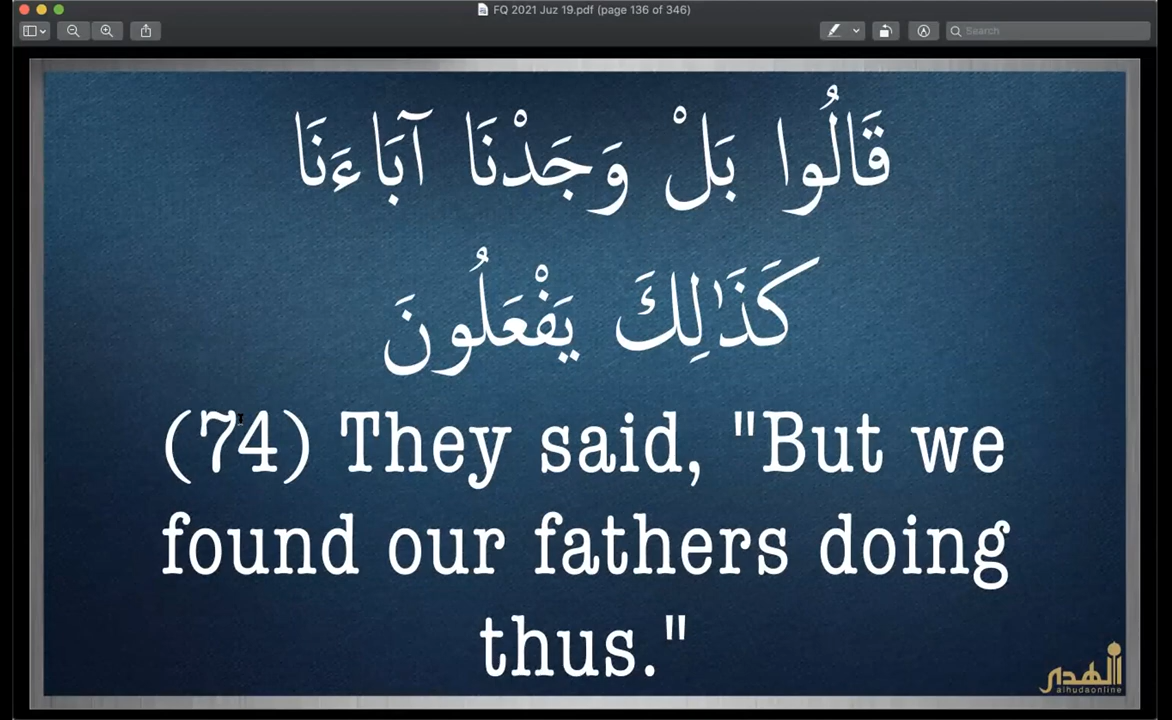 FQ 2021 Juz 19.pdf (page 136 of 346)
Search
قَالُوا بَلْ وَجَدْنَا آبَاءَنَا
كَذَٰلِكَ يَفْعَلُونَ
(74) They said, "But we
found our fathers doing
thus."
الهدى
alhudaonline